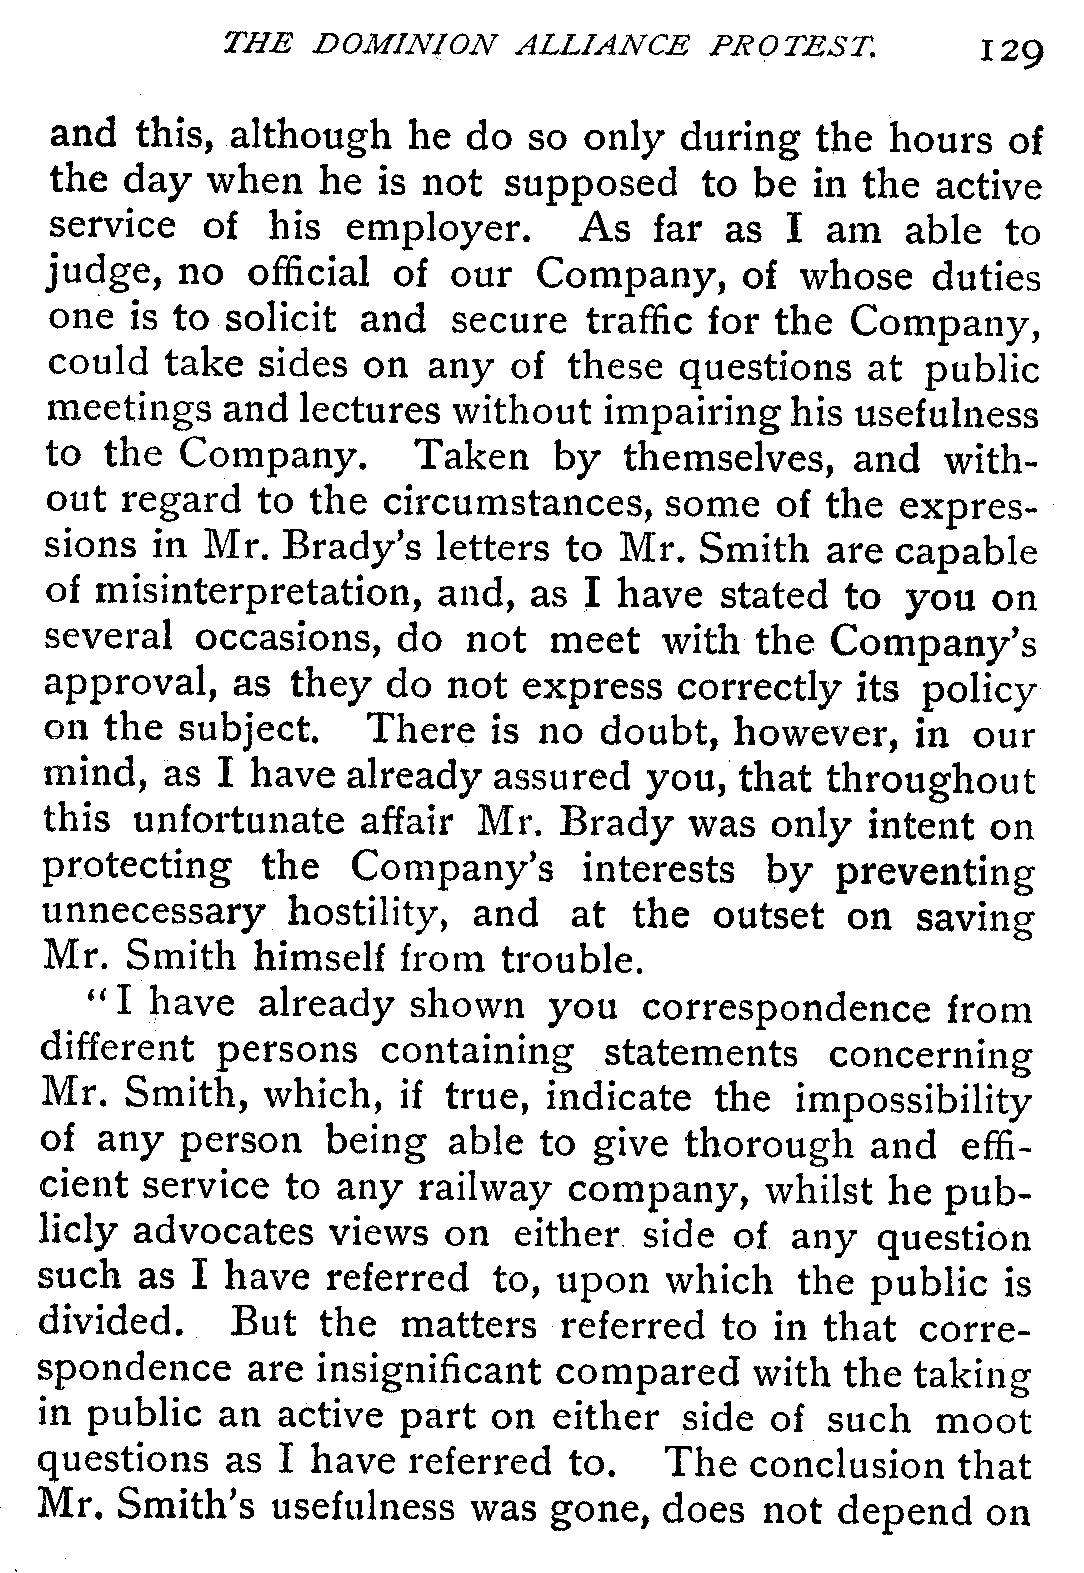 THE DOMINION ALLIANCE PROTEST. 129
and this, although he do so only during the hours of
the day when he is not supposed to be in the active
service of his employer. As far as I am able to
judge, no official of our Company, of whose duties
one is to solicit and secure traffic for the Company,
could take sides on any of these questions at public
meetings and lectures without impairing his usefulness
to the Company. Taken by themselves, and with-
out regard to the circumstances, some of the expres-
sions in Mr. Brady's letters to Mr. Smith are capable
of misinterpretation, and, as I have stated to you on
several occasions, do not meet with the Company's
approval, as they do not express correctly its policy
on the subject. There is no doubt, however, in our
mind, as I have already assured you, that throughout
this unfortunate affair Mr. Brady was only intent on
protecting the Company's interests by preventing
unnecessary hostility, and at the outset on saving
Mr. Smith himself from trouble.
"I have already shown you correspondence from
different persons containing statements concerning
Mr. Smith, which, if true, indicate the impossibility
of any person being able to give thorough and effi-
cient service to any railway company, whilst he pub-
licly advocates views on either side of any question
such as I have referred to, upon which the public is
divided. But the matters referred to in that corre-
spondence are insignificant compared with the taking
in public an active part on either side of such moot
questions as I have referred to. The conclusion that
Mr. Smith's usefulness was gone, does not depend on